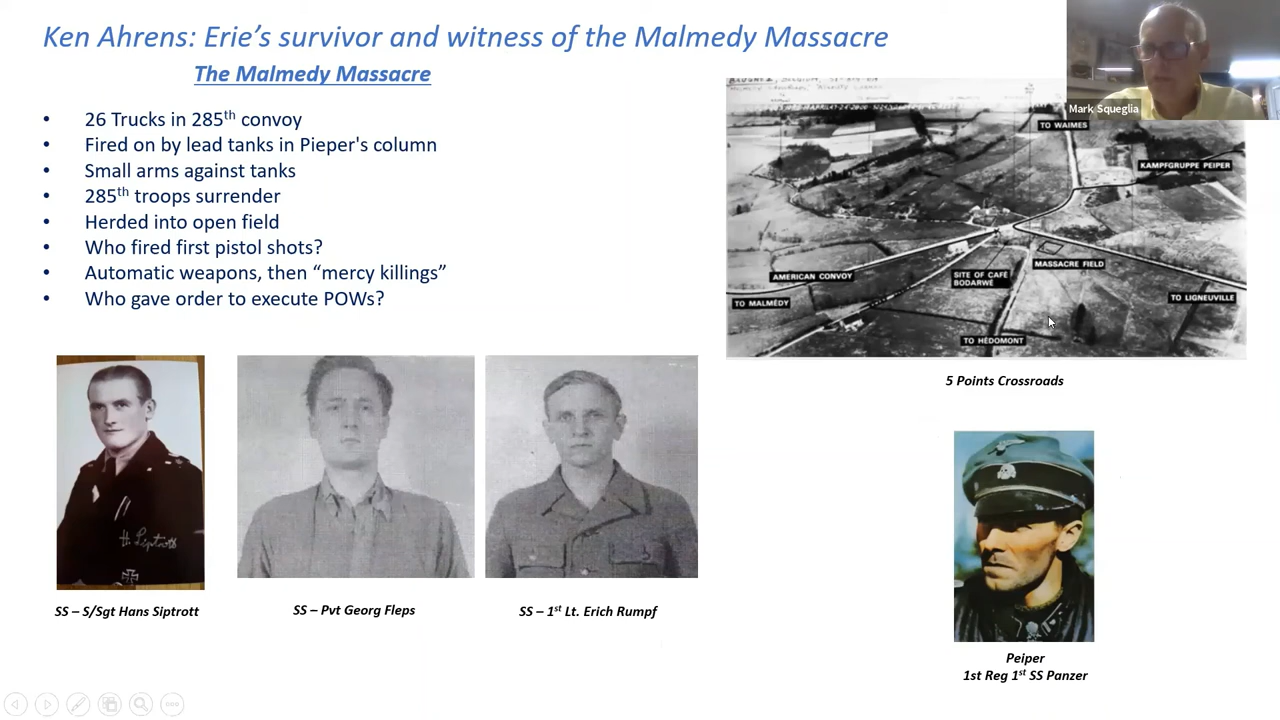 Ken Ahrens: Erie's survivor and witness of the Malmedy Massacre
The Malmedy Massacre
• 26 Trucks in 285th convoy
• Fired on by lead tanks in Pieper's column
• Small arms against tanks
• 285th troops surrender
• Herded into open field
• Who fired first pistol shots?
• Automatic weapons, then “mercy killings”
• Who gave order to execute POWs?
Mark Squeglia
TO WAIMES
KAMPFGRUPPE PEIPER
AMERICAN CONVOY
SITE OF CAFÉ
BODARWÉ
MASSACRE FIELD
TO MALMÉDY
TO LIGNEUVILLE
TO HÉDOMONT
5 Points Crossroads
H. Siptrott
SS – S/Sgt Hans Siptrott
SS – Pvt Georg Fleps
SS – 1st Lt. Erich Rumpf
Peiper
1st Reg 1st SS Panzer